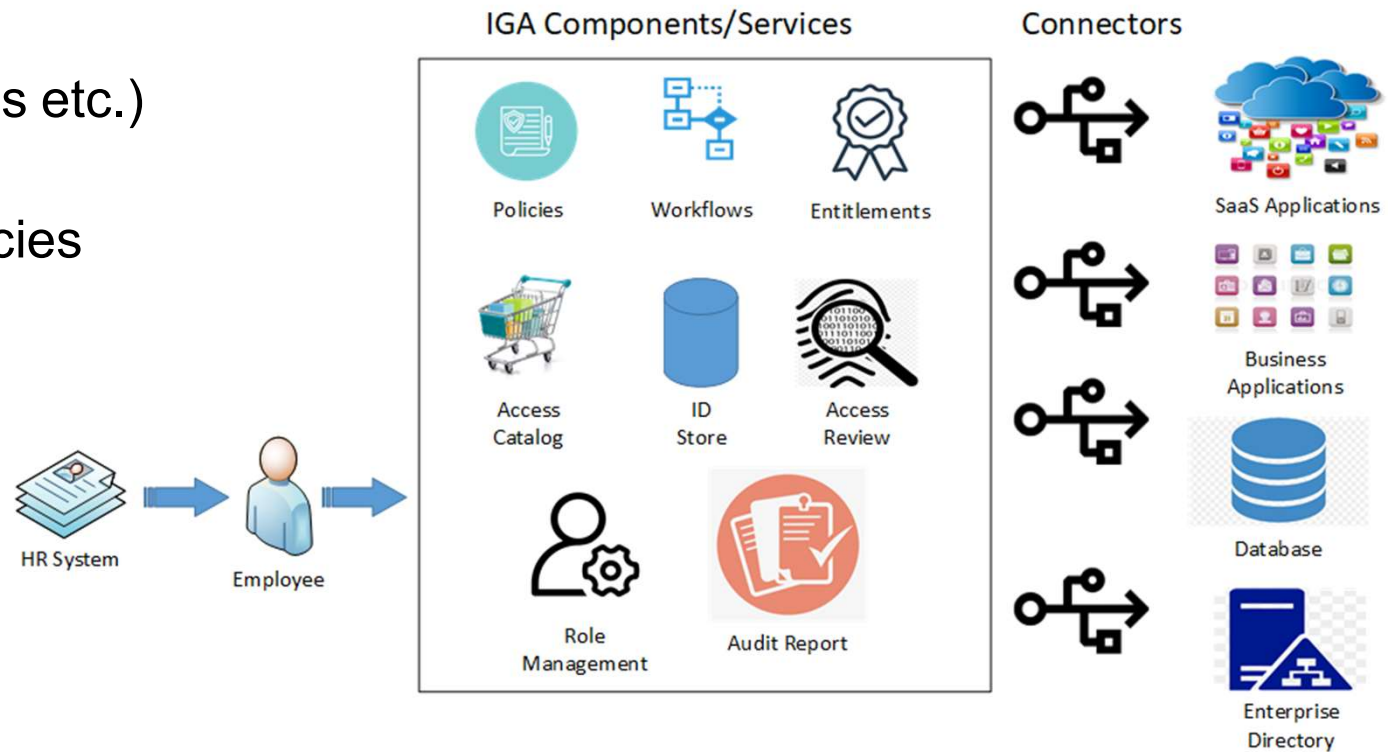 IGA Components/Services
Connectors
s etc.)
cies
Policies
Workflows
Entitlements
SaaS Applications
Access
Catalog
ID
Store
Access
Review
Business
Applications
HR System
Employee
Database
Role
Management
Audit Report
Enterprise
Directory